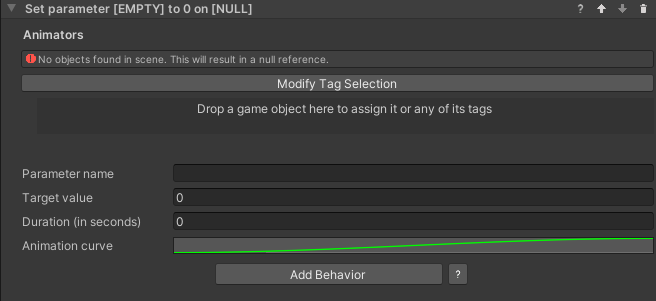 Set parameter [EMPTY] to 0 on [NULL] ?
Animators
No objects found in scene. This will result in a null reference.
Modify Tag Selection
Drop a game object here to assign it or any of its tags
Parameter name
Target value 0
Duration (in seconds) 0
Animation curve
Add Behavior ?